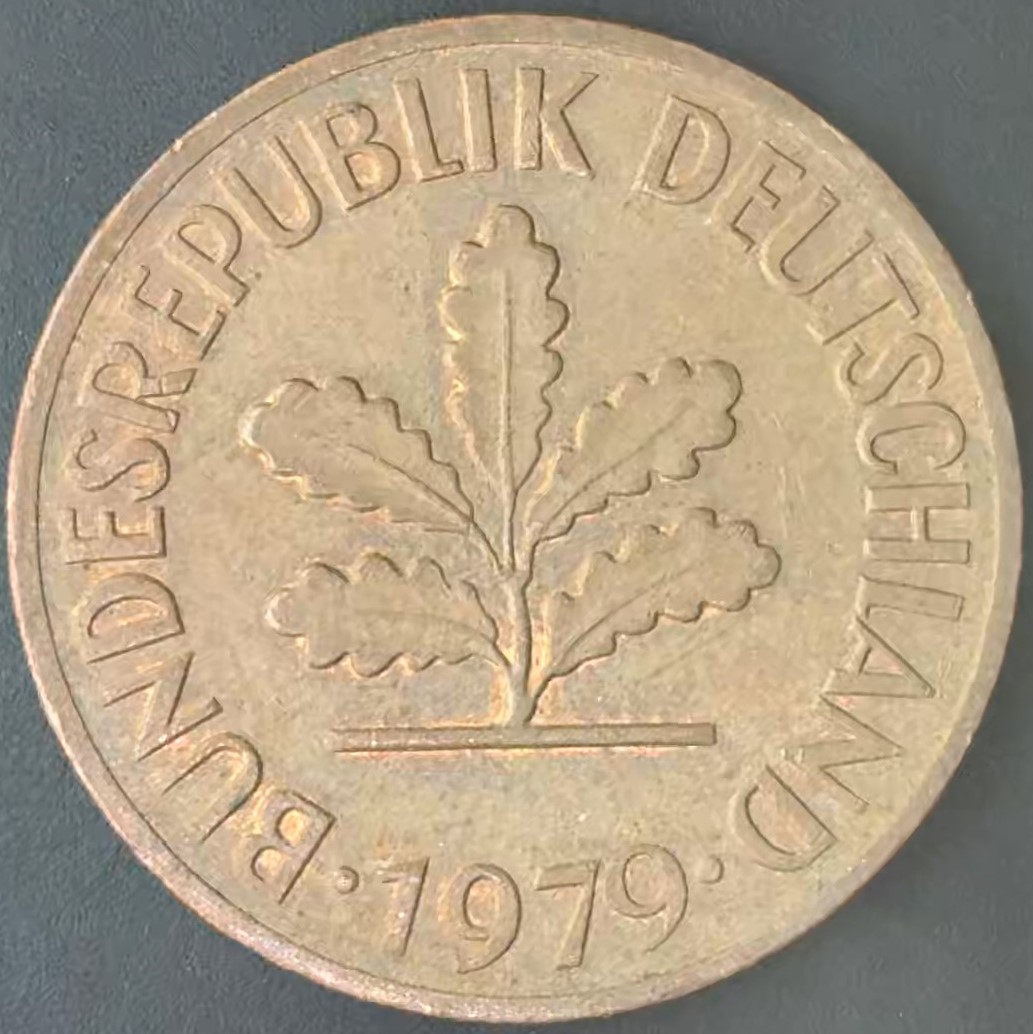 BUNDESREPUBLIK DEUTSCHLAND
· 1979 ·